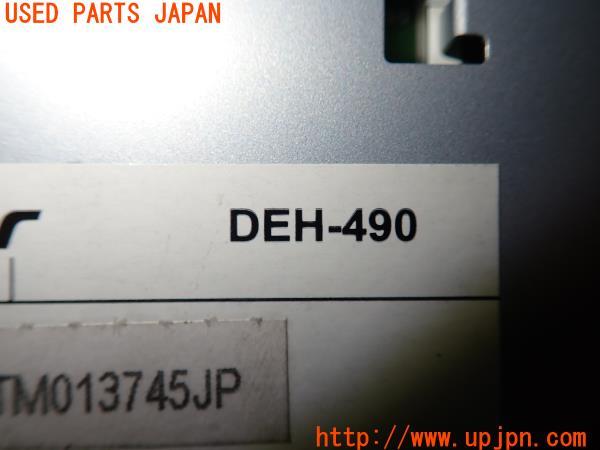 USED PARTS JAPAN
DEH-490
TM013745JP
http://www.upjpn.com/